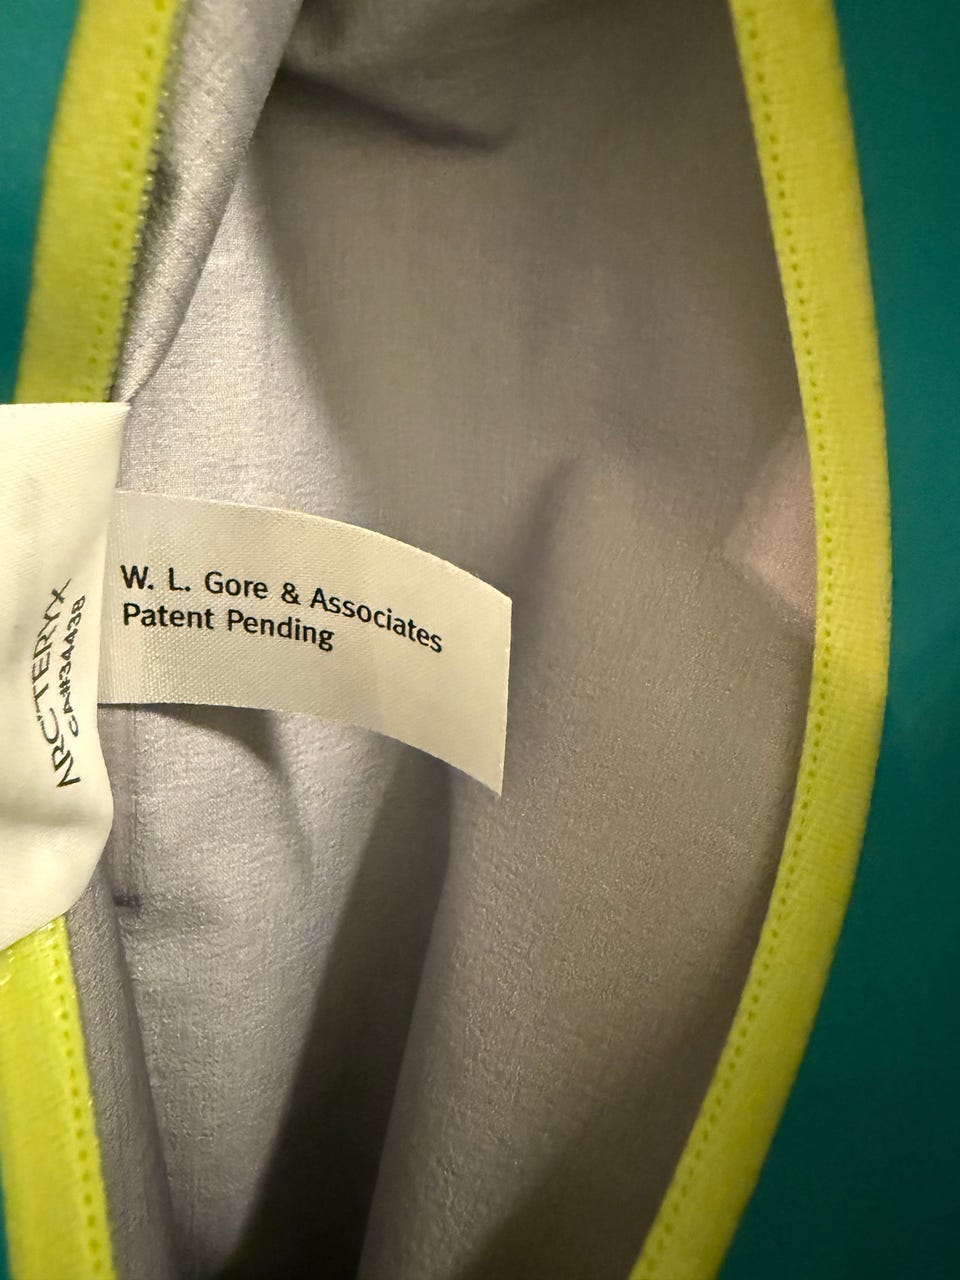 ARC'TERYX
CA#34438
W. L. Gore & Associates
Patent Pending